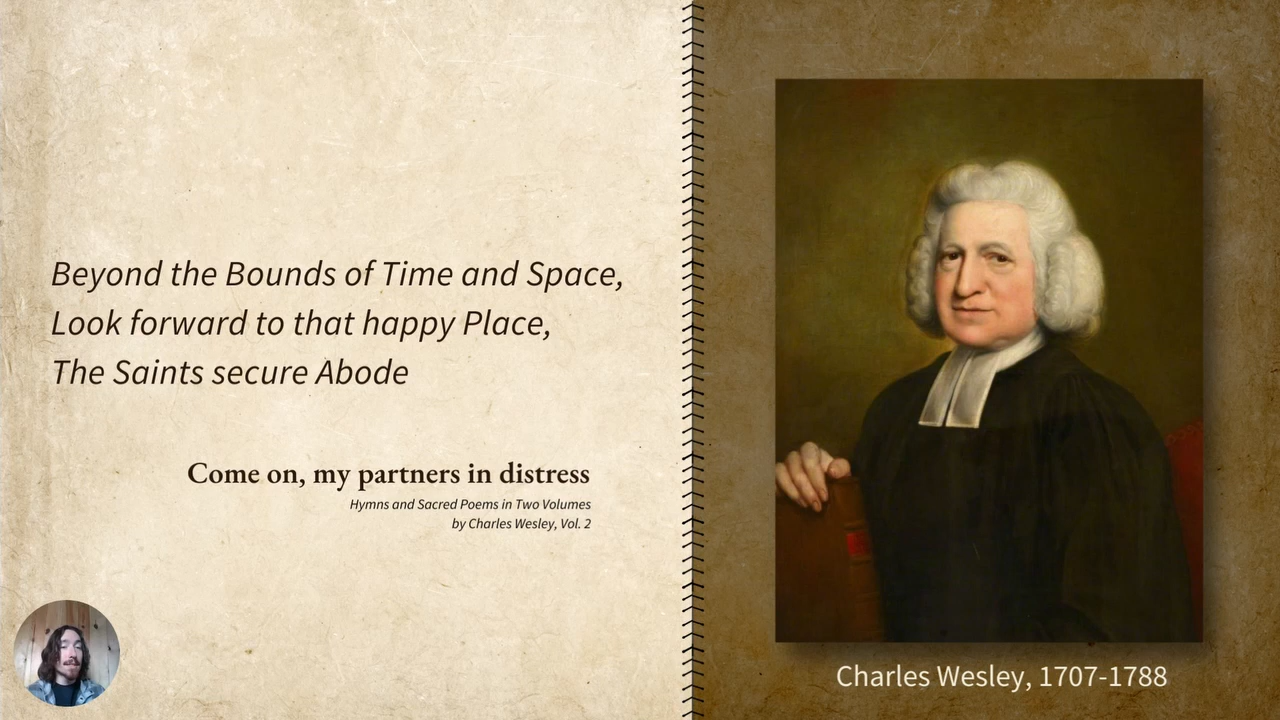 Beyond the Bounds of Time and Space,
Look forward to that happy Place,
The Saints secure Abode
Come on, my partners in distress
Hymns and Sacred Poems in Two Volumes
by Charles Wesley, Vol. 2
Charles Wesley, 1707-1788